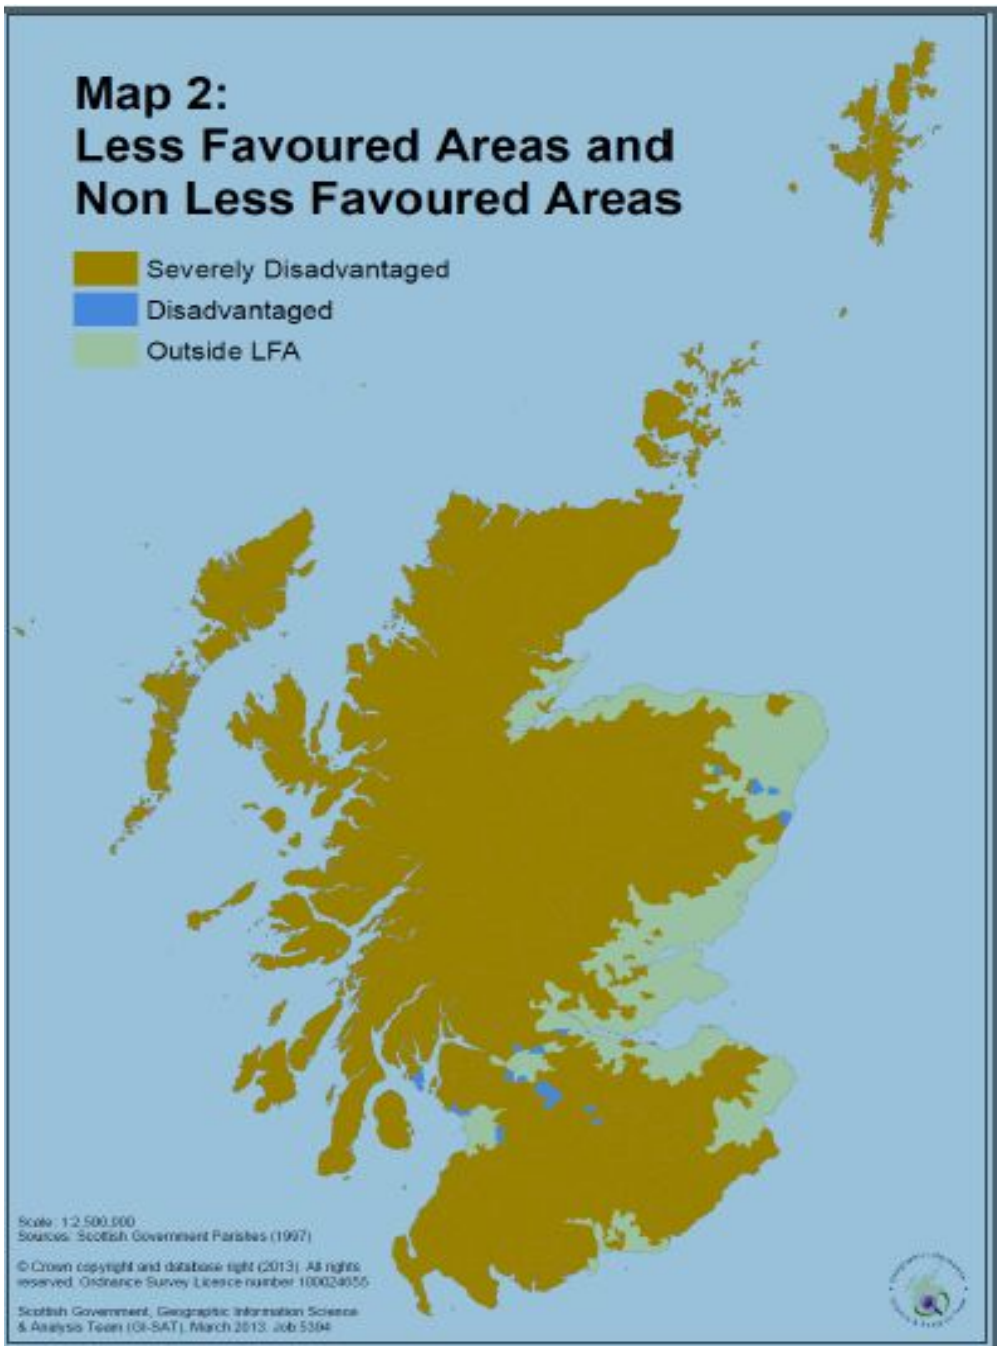 Map 2:
Less Favoured Areas and
Non Less Favoured Areas
Severely Disadvantaged
Disadvantaged
Outside LFA
Scale: 1:2,500,000
Sources: Scottish Government Parishes (1997)
© Crown copyright and database right (2013). All rights
reserved. Ordnance Survey Licence number 100024655
Scottish Government, Geographic Information Science
& Analysis Team (GI-SAT), March 2013. Job 5394